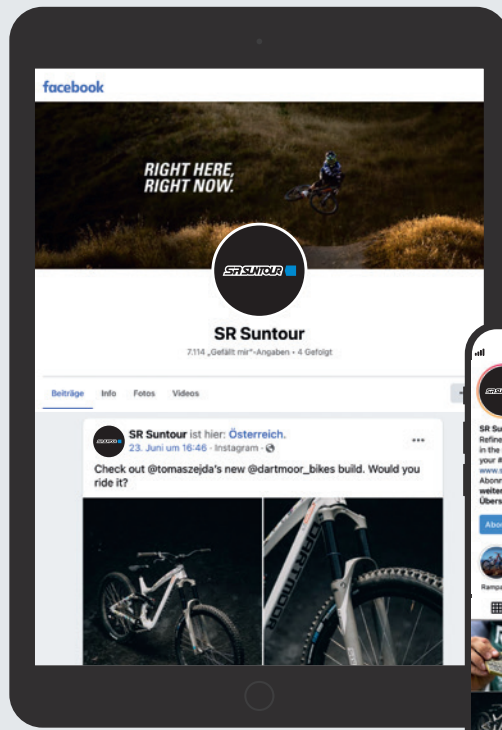 facebook
RIGHT HERE,
RIGHT NOW.
SR SUNTOUR
SR Suntour
7.114 „Gefällt mir“-Angaben • 4 Gefolgt
Beiträge Info Fotos Videos
SR Suntour ist hier: Österreich.
23. Juni um 16:46 · Instagram ·
Check out @tomaszejda's new @dartmoor_bikes build. Would you
ride it?
DARTMOOR
SR Su
Refine
in the
your #
www.s
Abonn
weiter
Übers
Abon
Rampa